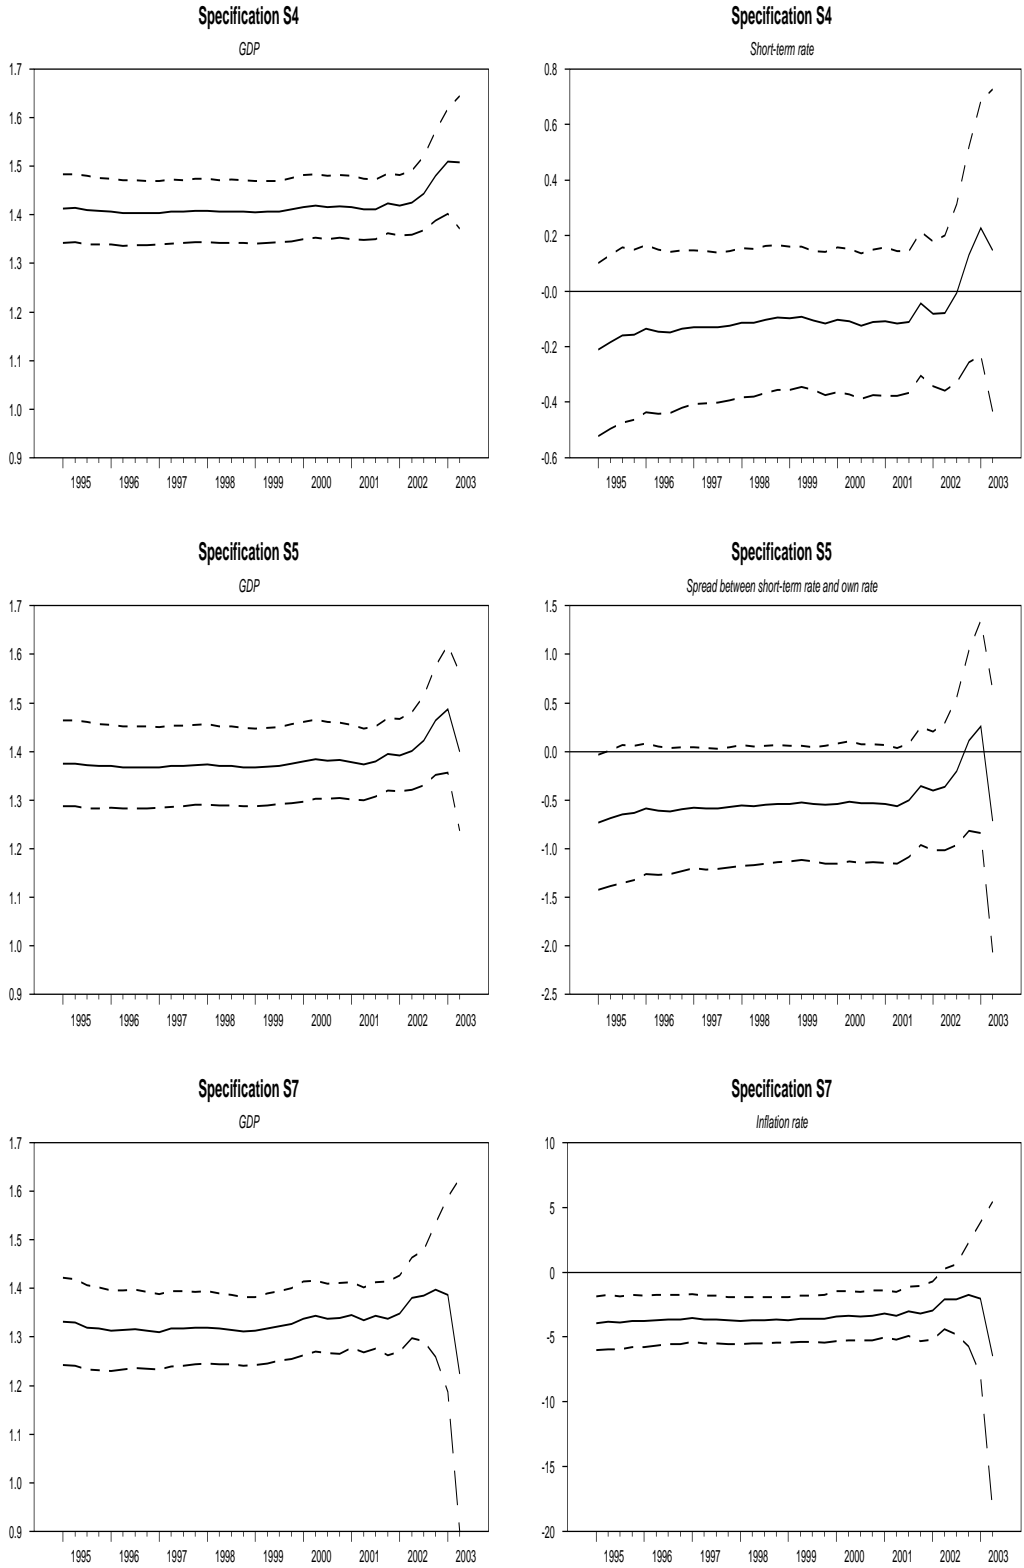 Specification S4
GDP
1.7
1.6
1.5
1.4
1.3
1.2
1.1
1.0
0.9
1995 1996 1997 1998 1999 2000 2001 2002 2003
Specification S4
Short-term rate
0.8
0.6
0.4
0.2
-0.0
-0.2
-0.4
-0.6
1995 1996 1997 1998 1999 2000 2001 2002 2003
Specification S5
GDP
1.7
1.6
1.5
1.4
1.3
1.2
1.1
1.0
0.9
1995 1996 1997 1998 1999 2000 2001 2002 2003
Specification S5
Spread between short-term rate and own rate
1.5
1.0
0.5
0.0
-0.5
-1.0
-1.5
-2.0
-2.5
1995 1996 1997 1998 1999 2000 2001 2002 2003
Specification S7
GDP
1.7
1.6
1.5
1.4
1.3
1.2
1.1
1.0
0.9
1995 1996 1997 1998 1999 2000 2001 2002 2003
Specification S7
Inflation rate
10
5
0
-5
-10
-15
-20
1995 1996 1997 1998 1999 2000 2001 2002 2003